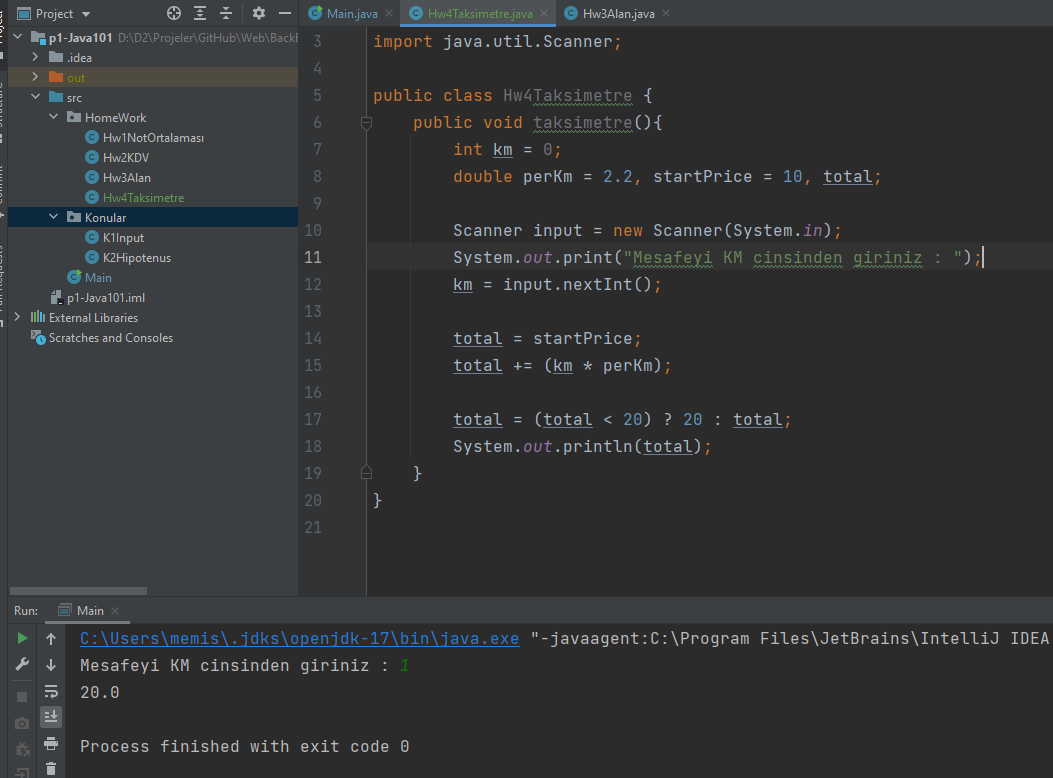 Project
Main.java
Hw4Taksimetre.java
Hw3Alan.java
p1-Java101 D:\D2\Projeler\GitHub\Web\BackE
.idea
out
src
HomeWork
Hw1NotOrtalaması
Hw2KDV
Hw3Alan
Hw4Taksimetre
Konular
K1Input
K2Hipotenus
Main
p1-Java101.iml
External Libraries
Scratches and Consoles
3 import java.util.Scanner;
4
5 public class Hw4Taksimetre {
6 public void taksimetre(){
7 int km = 0;
8 double perKm = 2.2, startPrice = 10, total;
9
10 Scanner input = new Scanner(System.in);
11 System.out.print("Mesafeyi KM cinsinden giriniz : ");
12 km = input.nextInt();
13
14 total = startPrice;
15 total += (km * perKm);
16
17 total = (total < 20) ? 20 : total;
18 System.out.println(total);
19 }
20 }
21
Run: Main
C:\Users\memis\.jdks\openjdk-17\bin\java.exe "-javaagent:C:\Program Files\JetBrains\IntelliJ IDEA
Mesafeyi KM cinsinden giriniz : 1
20.0
Process finished with exit code 0